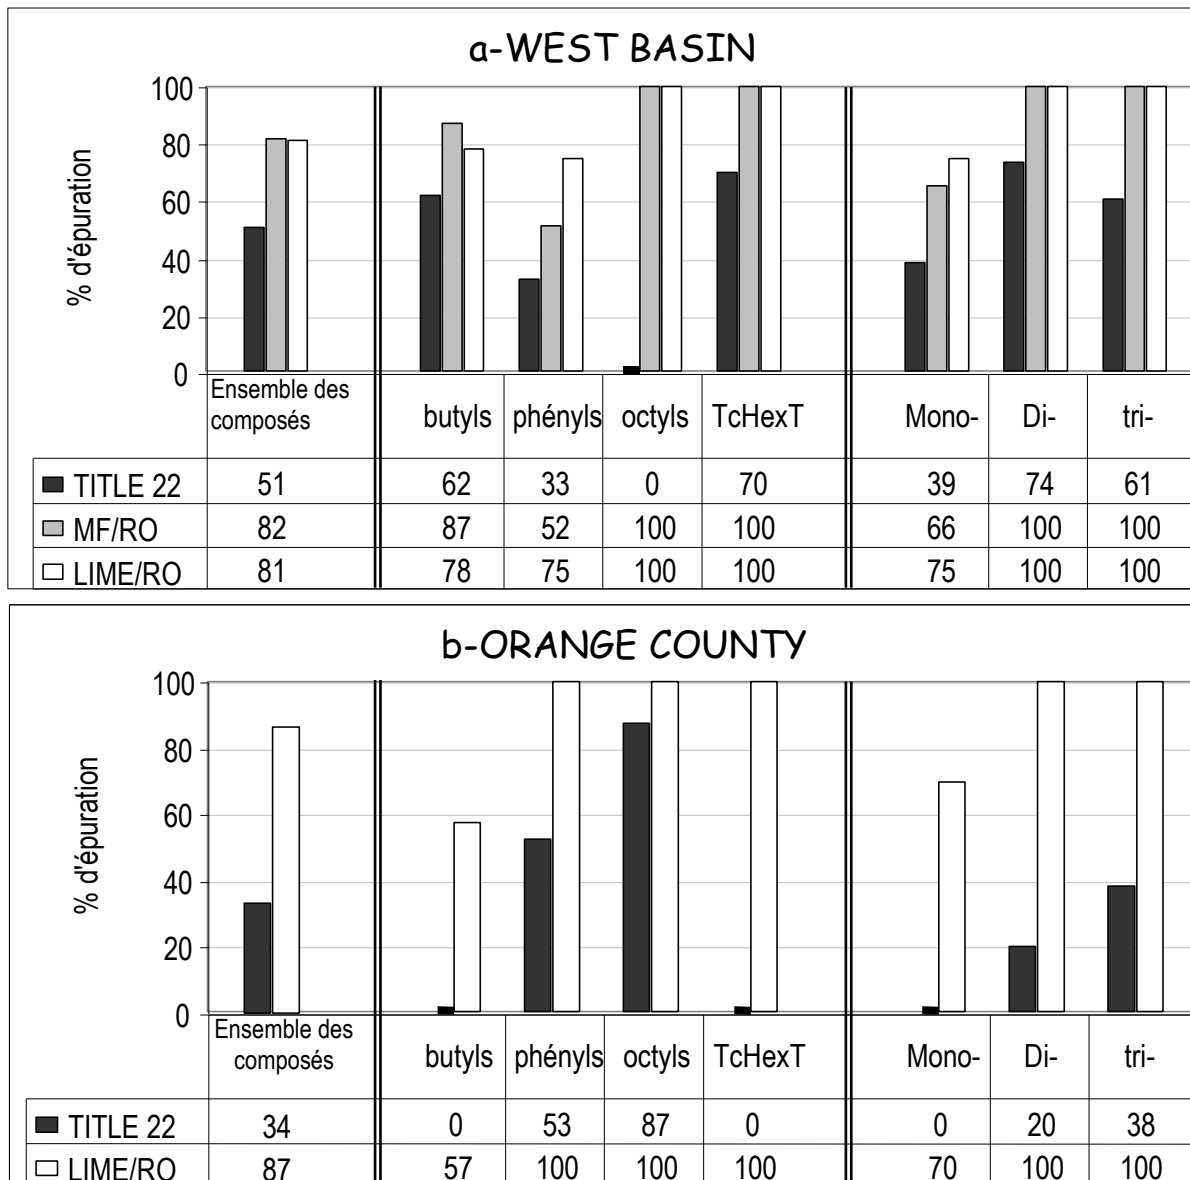 a-WEST BASIN
% d'épuration
100
80
60
40
20
0
Ensemble des
composés
butyls phényls octyls TcHexT Mono- Di- tri-
TITLE 22 51 62 33 0 70 39 74 61
MF/RO 82 87 52 100 100 66 100 100
LIME/RO 81 78 75 100 100 75 100 100
b-ORANGE COUNTY
% d'épuration
100
80
60
40
20
0
Ensemble des
composés
butyls phényls octyls TcHexT Mono- Di- tri-
TITLE 22 34 0 53 87 0 0 20 38
LIME/RO 87 57 100 100 100 70 100 100